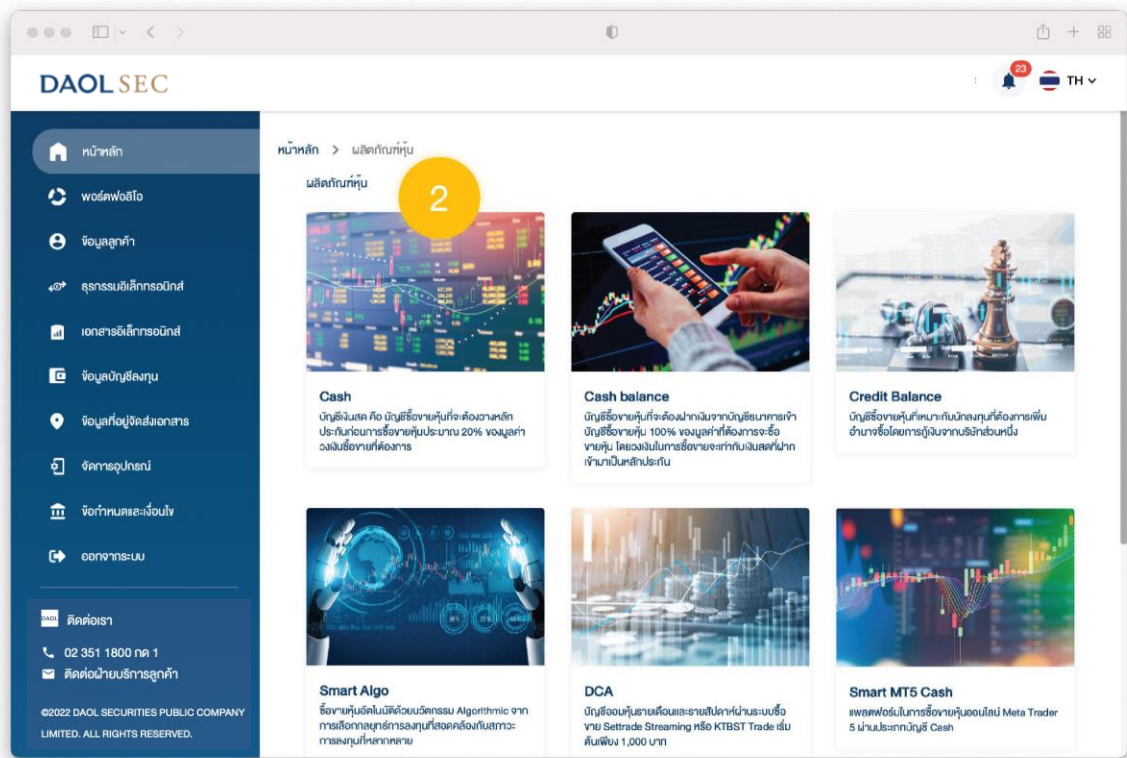 DAOL SEC
23
TH
หน้าหลัก
พอร์ตฟอลิโอ
ข้อมูลลูกค้า
ธุรกรรมอิเล็กทรอนิกส์
เอกสารอิเล็กทรอนิกส์
ข้อมูลบัญชีลงทุน
ข้อมูลที่อยู่จัดส่งเอกสาร
จัดการอุปกรณ์
ข้อกำหนดและเงื่อนไข
ออกจากระบบ
DAOL ติดต่อเรา
02 351 1800 กด 1
ติดต่อฝ่ายบริการลูกค้า
©2022 DAOL SECURITIES PUBLIC COMPANY
LIMITED. ALL RIGHTS RESERVED.
หน้าหลัก > ผลิตภัณฑ์หุ้น
ผลิตภัณฑ์หุ้น
2
Cash
บัญชีเงินสด คือ บัญชีซื้อขายหุ้นที่จะต้องวางหลัก
ประกันก่อนการซื้อขายหุ้นประมาณ 20% ของมูลค่า
วงเงินซื้อขายที่ต้องการ
Cash balance
บัญชีซื้อขายหุ้นที่จะต้องฝากเงินจากบัญชีธนาคารเข้า
บัญชีซื้อขายหุ้น 100% ของมูลค่าที่ต้องการจะซื้อ
ขายหุ้น โดยวงเงินในการซื้อขายจะเท่ากับเงินสดที่ฝาก
เข้ามาเป็นหลักประกัน
Credit Balance
บัญชีซื้อขายหุ้นที่เหมาะกับนักลงทุนที่ต้องการเพิ่ม
อำนาจซื้อโดยการกู้เงินจากบริษัทส่วนหนึ่ง
Smart Algo
ซื้อขายหุ้นอัตโนมัติด้วยนวัตกรรม Algorithmic จาก
การเลือกกลยุทธ์การลงทุนที่สอดคล้องกับสภาวะ
การลงทุนที่หลากหลาย
DCA
บัญชีออมหุ้นรายเดือนและรายสัปดาห์ผ่านระบบซื้อ
ขาย Settrade Streaming หรือ KTBST Trade เริ่ม
ต้นเพียง 1,000 บาท
Smart MT5 Cash
แพลตฟอร์มในการซื้อขายหุ้นออนไลน์ Meta Trader
5 ผ่านประเภทบัญชี Cash